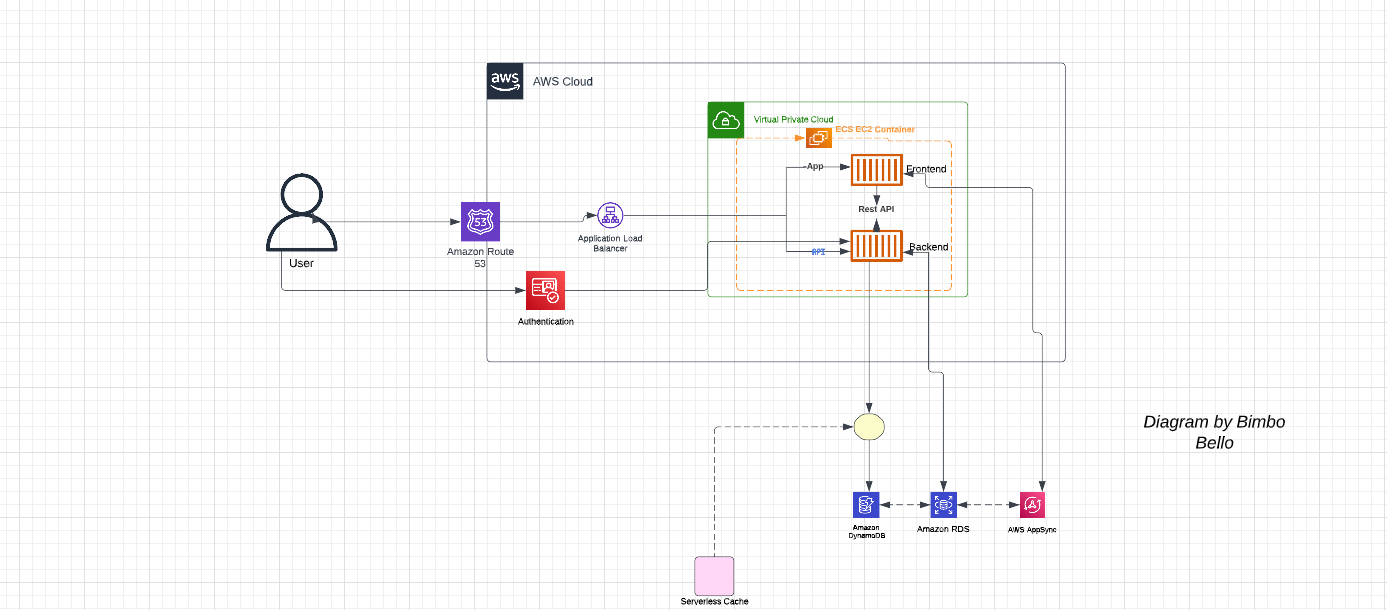 aws
AWS Cloud
Virtual Private Cloud
ECS EC2 Container
-App
Frontend
Rest API
API
Backend
User
53
Amazon Route
53
Application Load
Balancer
Authentication
Diagram by Bimbo
Bello
Amazon
DynamoDB
Amazon RDS
AWS AppSync
Serverless Cache